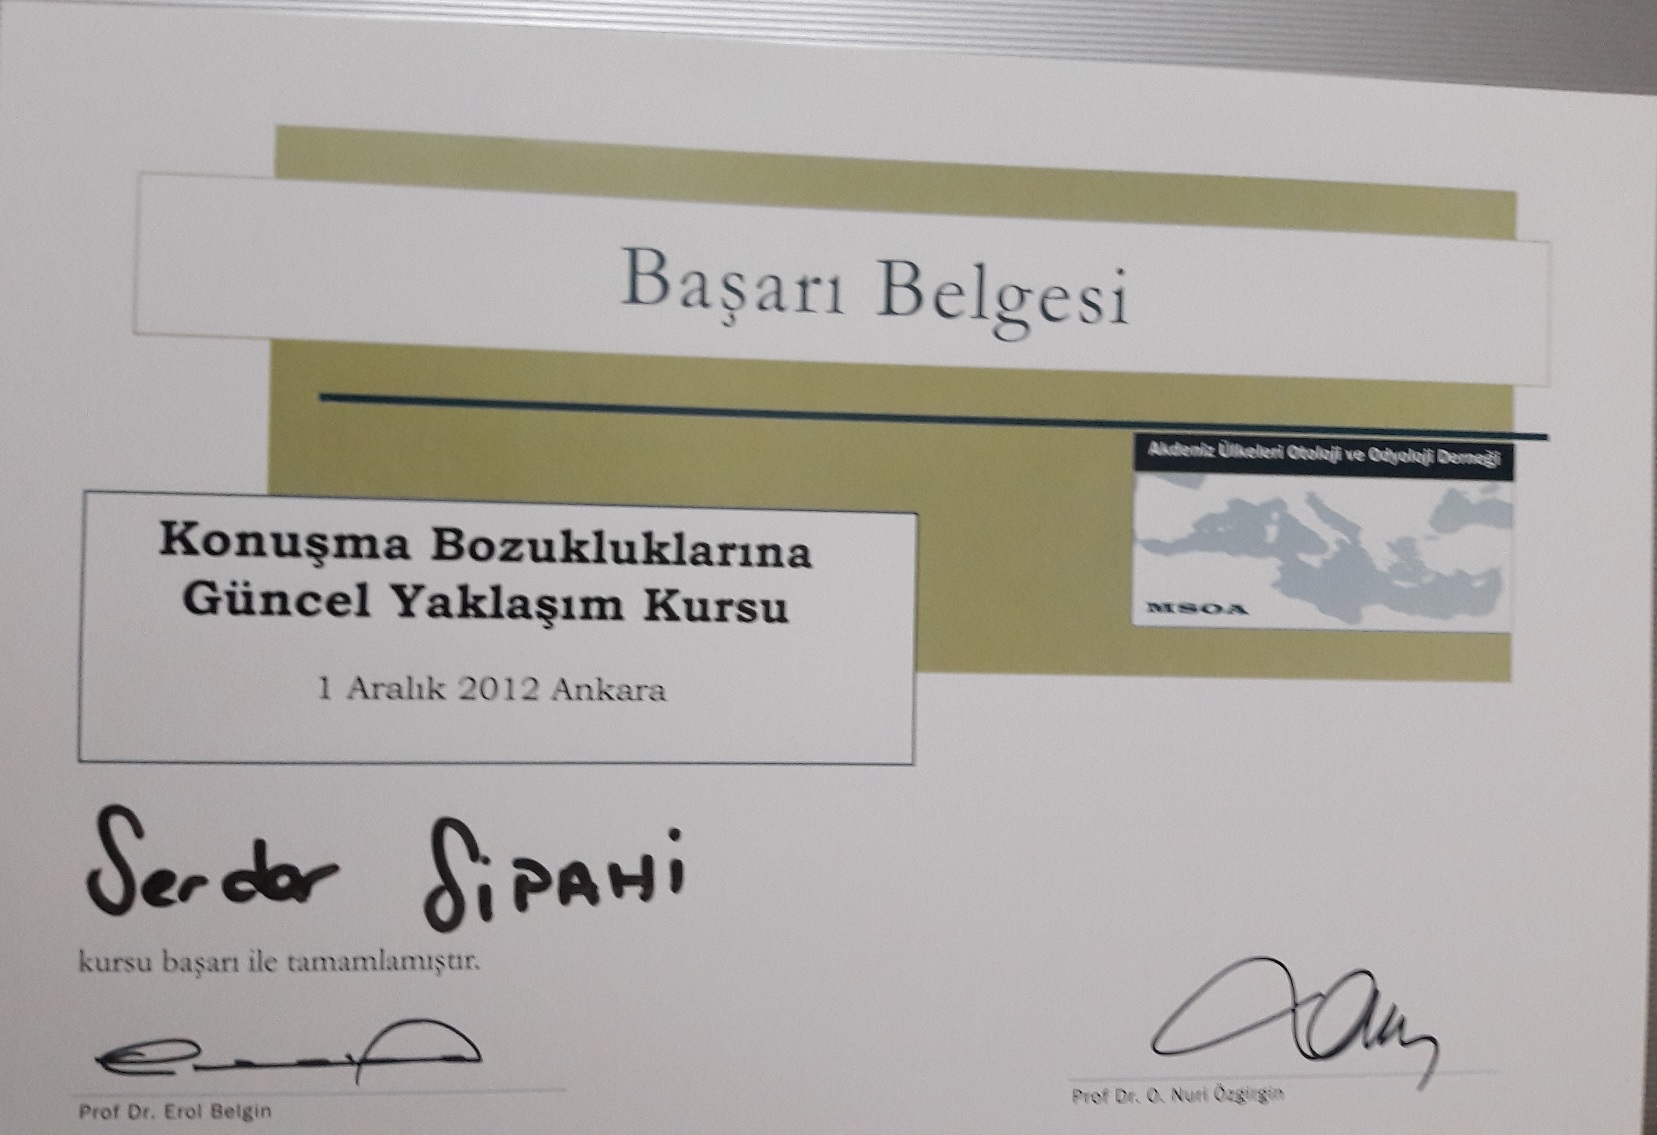 Başarı Belgesi
Akdeniz Ülkeleri Otoloji ve Odyoloji Derneği
MSOA
Konuşma Bozukluklarına
Güncel Yaklaşım Kursu
1 Aralık 2012 Ankara
Serdar SiPAHi
kursu başarı ile tamamlamıştır.
Prof Dr. Erol Belgin
Prof Dr. O. Nuri Özgirgin